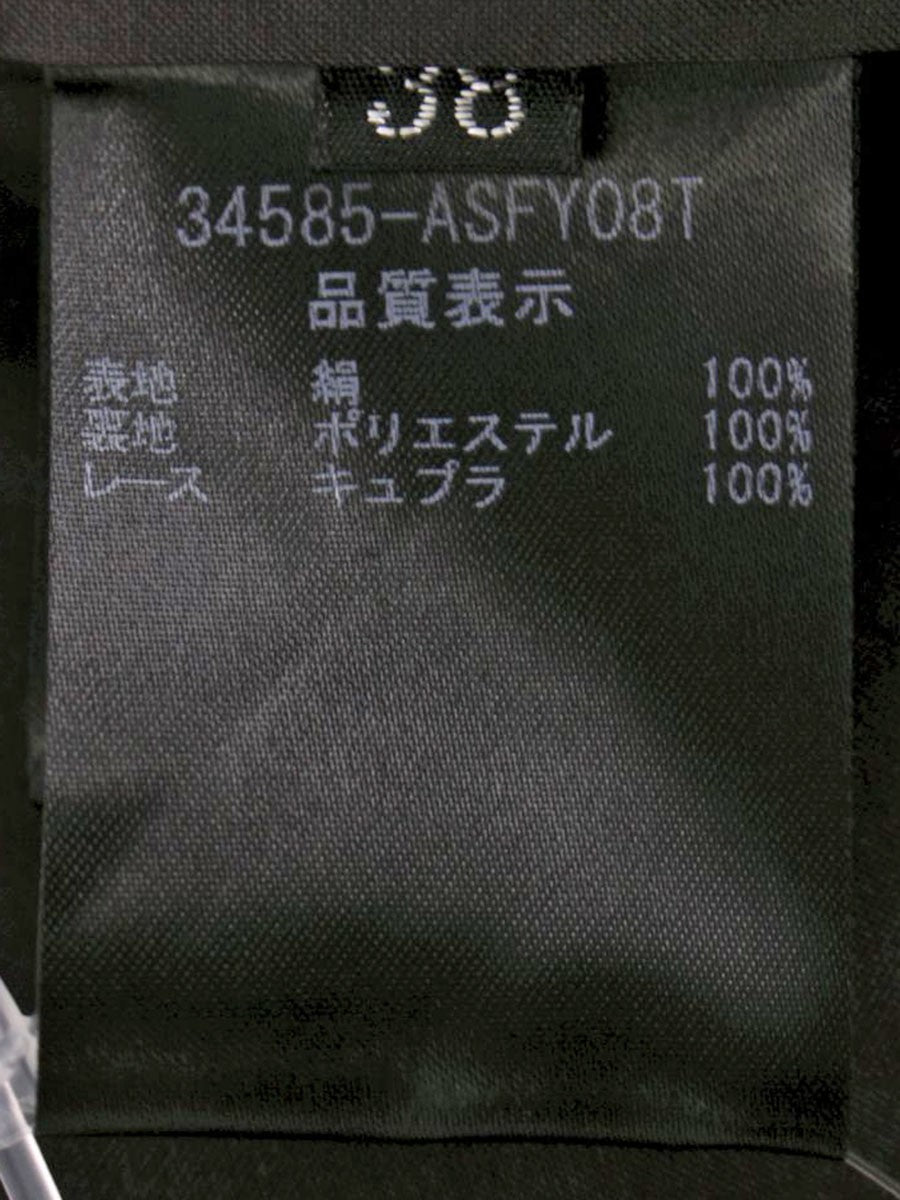 38
34585-ASFY08T
品質表示
表地 絹 100%
裏地 ポリエステル 100%
レース キュプラ 100%